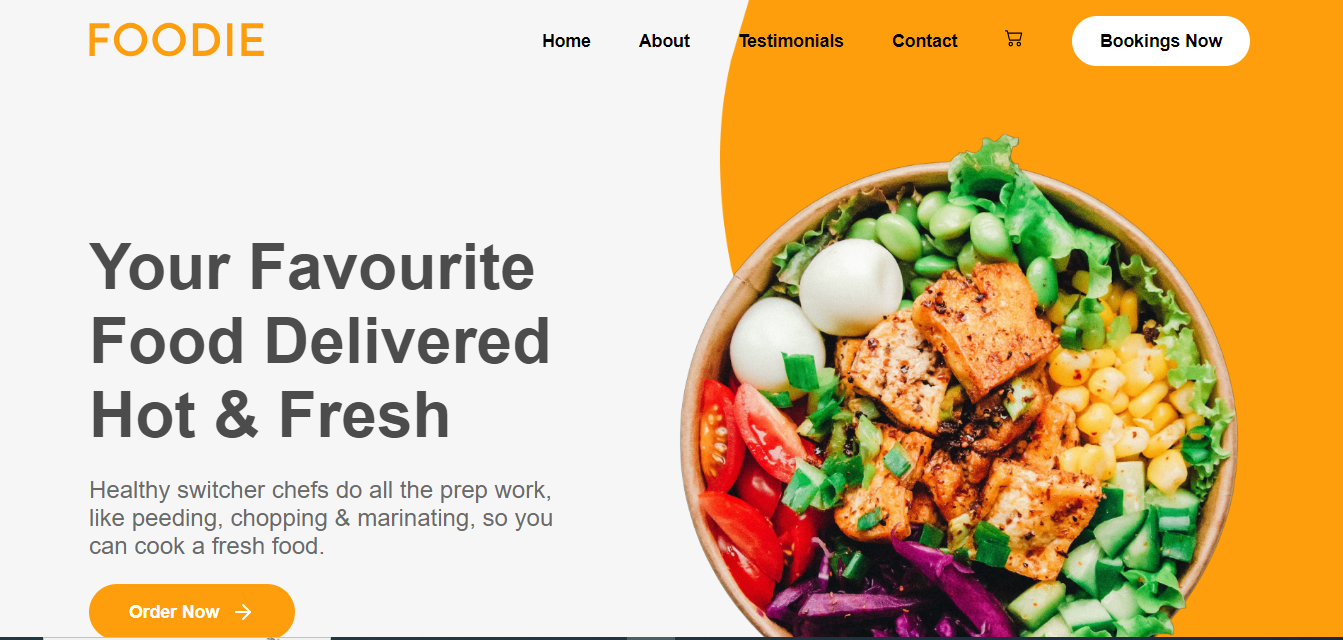 FOODIE
Home About Testimonials Contact Bookings Now
Your Favourite
Food Delivered
Hot & Fresh
Healthy switcher chefs do all the prep work,
like peeding, chopping & marinating, so you
can cook a fresh food.
Order Now